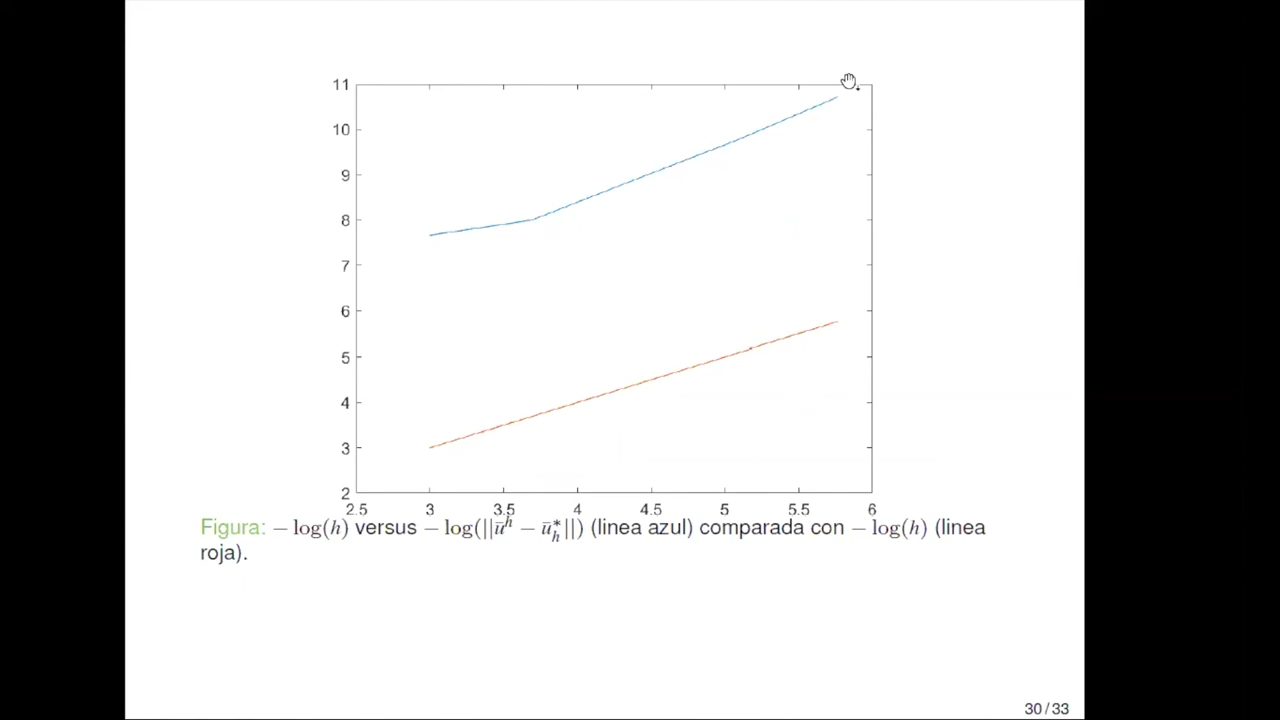 11
10
9
8
7
6
5
4
3
2
2.5 3 3.5 4 4.5 5 5.5 6
Figura: − log(h) versus − log(||ū^h − ū_h^*||) (linea azul) comparada con − log(h) (linea
roja).
30 / 33